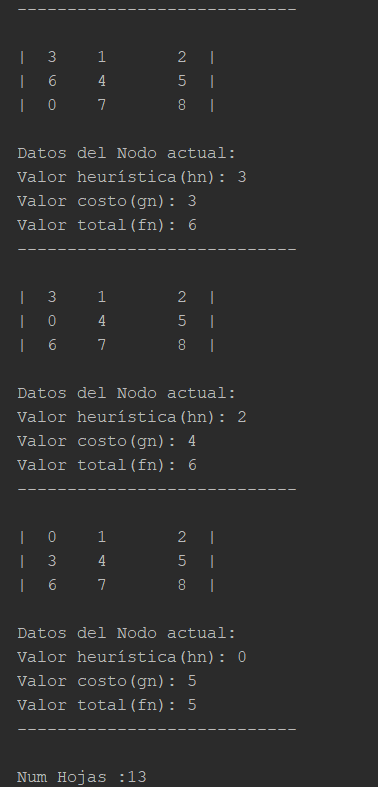 ----------------------------
| 3 1 2 |
| 6 4 5 |
| 0 7 8 |
Datos del Nodo actual:
Valor heurística(hn): 3
Valor costo(gn): 3
Valor total(fn): 6
----------------------------
| 3 1 2 |
| 0 4 5 |
| 6 7 8 |
Datos del Nodo actual:
Valor heurística(hn): 2
Valor costo(gn): 4
Valor total(fn): 6
----------------------------
| 0 1 2 |
| 3 4 5 |
| 6 7 8 |
Datos del Nodo actual:
Valor heurística(hn): 0
Valor costo(gn): 5
Valor total(fn): 5
----------------------------
Num Hojas :13